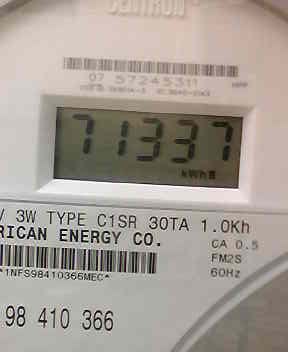 CENTRON
07 57245311
71337
kWh
V 3W TYPE C1SR 30TA 1.0Kh
RICAN ENERGY CO.
CA 0.5
FM2S
60Hz
*1NFS98410366MEC*
98 410 366